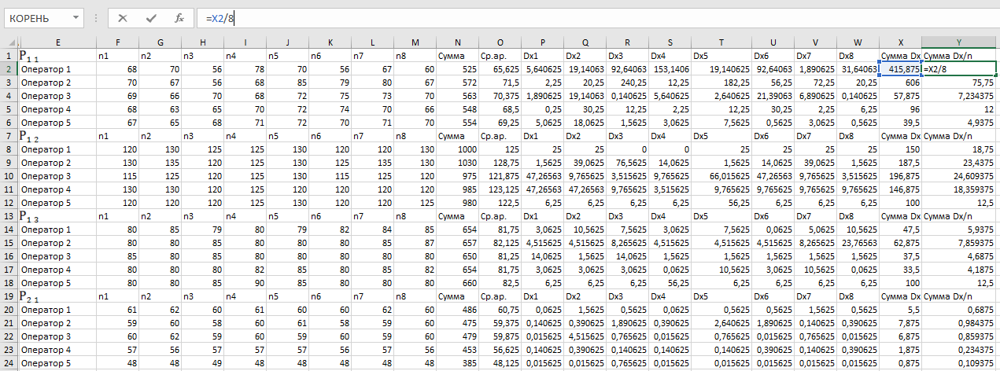 КОРЕНЬ =X2/8
E F G H I J K L M N O P Q R S T U V W X Y
1 P₁ ₁ n1 n2 n3 n4 n5 n6 n7 n8 Сумма Ср.ар. Dx1 Dx2 Dx3 Dx4 Dx5 Dx6 Dx7 Dx8 Сумма Dx Сумма Dx/n
2 Оператор 1 68 70 56 78 70 56 67 60 525 65,625 5,640625 19,14063 92,64063 153,1406 19,140625 92,64063 1,890625 31,64063 415,875 =X2/8
3 Оператор 2 70 67 56 68 85 79 80 67 572 71,5 2,25 20,25 240,25 12,25 182,25 56,25 72,25 20,25 606 75,75
4 Оператор 3 69 66 70 68 72 75 73 70 563 70,375 1,890625 19,14063 0,140625 5,640625 2,640625 21,39063 6,890625 0,140625 57,875 7,234375
5 Оператор 4 68 63 65 70 72 74 70 66 548 68,5 0,25 30,25 12,25 2,25 12,25 30,25 2,25 6,25 96 12
6 Оператор 5 67 65 68 71 72 70 71 70 554 69,25 5,0625 18,0625 1,5625 3,0625 7,5625 0,5625 3,0625 0,5625 39,5 4,9375
7 P₁ ₂ n1 n2 n3 n4 n5 n6 n7 n8 Сумма Ср.ар. Dx1 Dx2 Dx3 Dx4 Dx5 Dx6 Dx7 Dx8 Сумма Dx Сумма Dx/n
8 Оператор 1 120 130 125 125 130 120 120 130 1000 125 25 25 0 0 25 25 25 25 150 18,75
9 Оператор 2 130 135 120 125 130 125 135 130 1030 128,75 1,5625 39,0625 76,5625 14,0625 1,5625 14,0625 39,0625 1,5625 187,5 23,4375
10 Оператор 3 115 125 120 125 130 115 125 120 975 121,875 47,26563 9,765625 3,515625 9,765625 66,015625 47,26563 9,765625 3,515625 196,875 24,609375
11 Оператор 4 130 130 120 125 120 120 120 120 985 123,125 47,26563 47,26563 9,765625 3,515625 9,765625 9,765625 9,765625 9,765625 146,875 18,359375
12 Оператор 5 120 120 120 125 130 120 125 120 980 122,5 6,25 6,25 6,25 6,25 56,25 6,25 6,25 6,25 100 12,5
13 P₁ ₃ n1 n2 n3 n4 n5 n6 n7 n8 Сумма Ср.ар. Dx1 Dx2 Dx3 Dx4 Dx5 Dx6 Dx7 Dx8 Сумма Dx Сумма Dx/n
14 Оператор 1 80 85 79 80 79 82 84 85 654 81,75 3,0625 10,5625 7,5625 3,0625 7,5625 0,0625 5,0625 10,5625 47,5 5,9375
15 Оператор 2 80 80 85 80 80 80 85 87 657 82,125 4,515625 4,515625 8,265625 4,515625 4,515625 4,515625 8,265625 23,76563 62,875 7,859375
16 Оператор 3 85 80 85 80 80 80 80 80 650 81,25 14,0625 1,5625 14,0625 1,5625 1,5625 1,5625 1,5625 1,5625 37,5 4,6875
17 Оператор 4 80 80 80 82 85 80 85 82 654 81,75 3,0625 3,0625 3,0625 0,0625 10,5625 3,0625 10,5625 0,0625 33,5 4,1875
18 Оператор 5 80 80 85 90 85 80 80 80 660 82,5 6,25 6,25 6,25 56,25 6,25 6,25 6,25 6,25 100 12,5
19 P₂ ₁ n1 n2 n3 n4 n5 n6 n7 n8 Сумма Ср.ар. Dx1 Dx2 Dx3 Dx4 Dx5 Dx6 Dx7 Dx8 Сумма Dx Сумма Dx/n
20 Оператор 1 61 62 60 61 60 60 62 60 486 60,75 0,0625 1,5625 0,5625 0,0625 0,5625 0,5625 1,5625 0,5625 5,5 0,6875
21 Оператор 2 59 60 58 60 61 58 59 60 475 59,375 0,140625 0,390625 1,890625 0,390625 2,640625 1,890625 0,140625 0,390625 7,875 0,984375
22 Оператор 3 60 62 59 60 59 60 59 60 479 59,875 0,015625 4,515625 0,765625 0,015625 0,765625 0,015625 0,765625 0,015625 6,875 0,859375
23 Оператор 4 57 56 57 57 57 56 57 56 453 56,625 0,140625 0,390625 0,140625 0,140625 0,140625 0,390625 0,140625 0,390625 1,875 0,234375
24 Оператор 5 48 48 49 48 48 48 48 48 385 48,125 0,015625 0,015625 0,765625 0,015625 0,015625 0,015625 0,015625 0,015625 0,875 0,109375